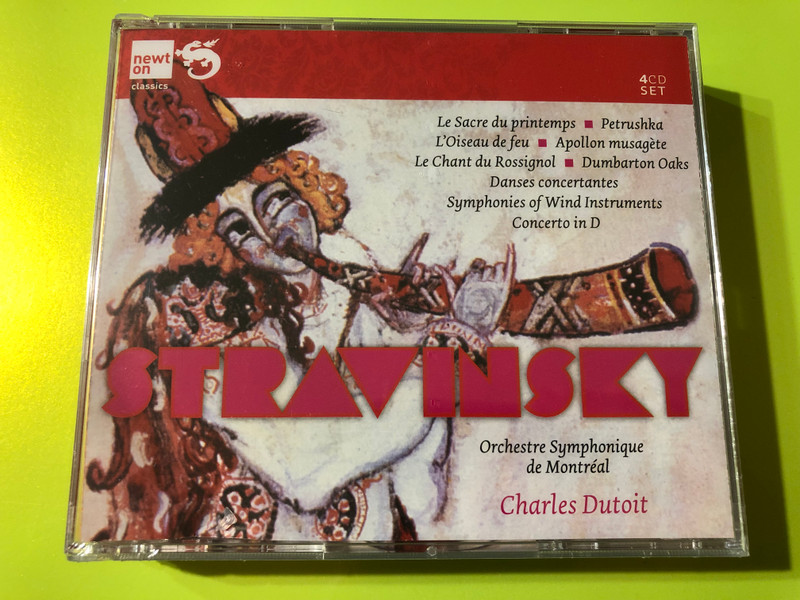 newt
on
classics
4CD
SET
Le Sacre du printemps ■ Petrushka
L'Oiseau de feu ■ Apollon musagète
Le Chant du Rossignol ■ Dumbarton Oaks
Danses concertantes
Symphonies of Wind Instruments
Concerto in D
STRAVINSKY
Orchestre Symphonique
de Montréal
Charles Dutoit